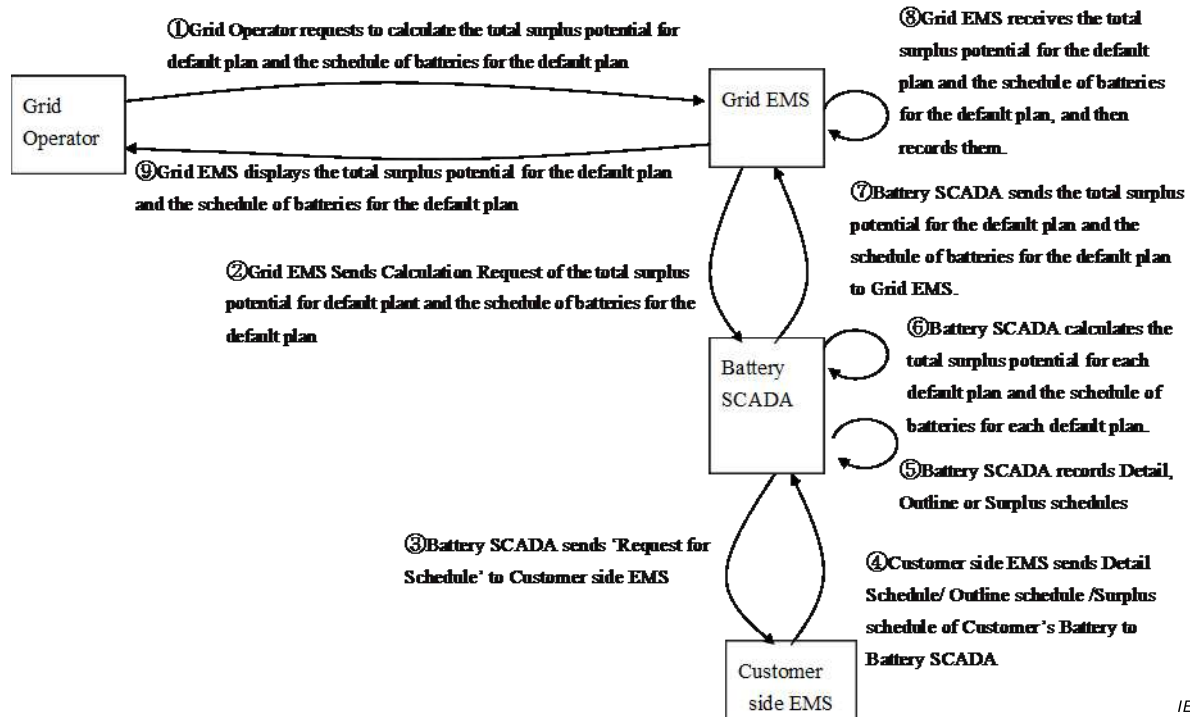 ①Grid Operator requests to calculate the total surplus potential for
default plan and the schedule of batteries for the default plan
Grid
Operator
Grid EMS
⑧Grid EMS receives the total
surplus potential for the default
plan and the schedule of batteries
for the default plan, and then
records them.
⑨Grid EMS displays the total surplus potential for the default plan
and the schedule of batteries for the default plan
⑦Battery SCADA sends the total surplus
potential for the default plan and the
schedule of batteries for the default plan
to Grid EMS.
②Grid EMS Sends Calculation Request of the total surplus
potential for default plant and the schedule of batteries for the
default plan
Battery
SCADA
⑥Battery SCADA calculates the
total surplus potential for each
default plan and the schedule of
batteries for each default plan.
⑤Battery SCADA records Detail,
Outline or Surplus schedules
③Battery SCADA sends 'Request for
Schedule' to Customer side EMS
④Customer side EMS sends Detail
Schedule/ Outline schedule /Surplus
schedule of Customer's Battery to
Battery SCADA
Customer
side EMS